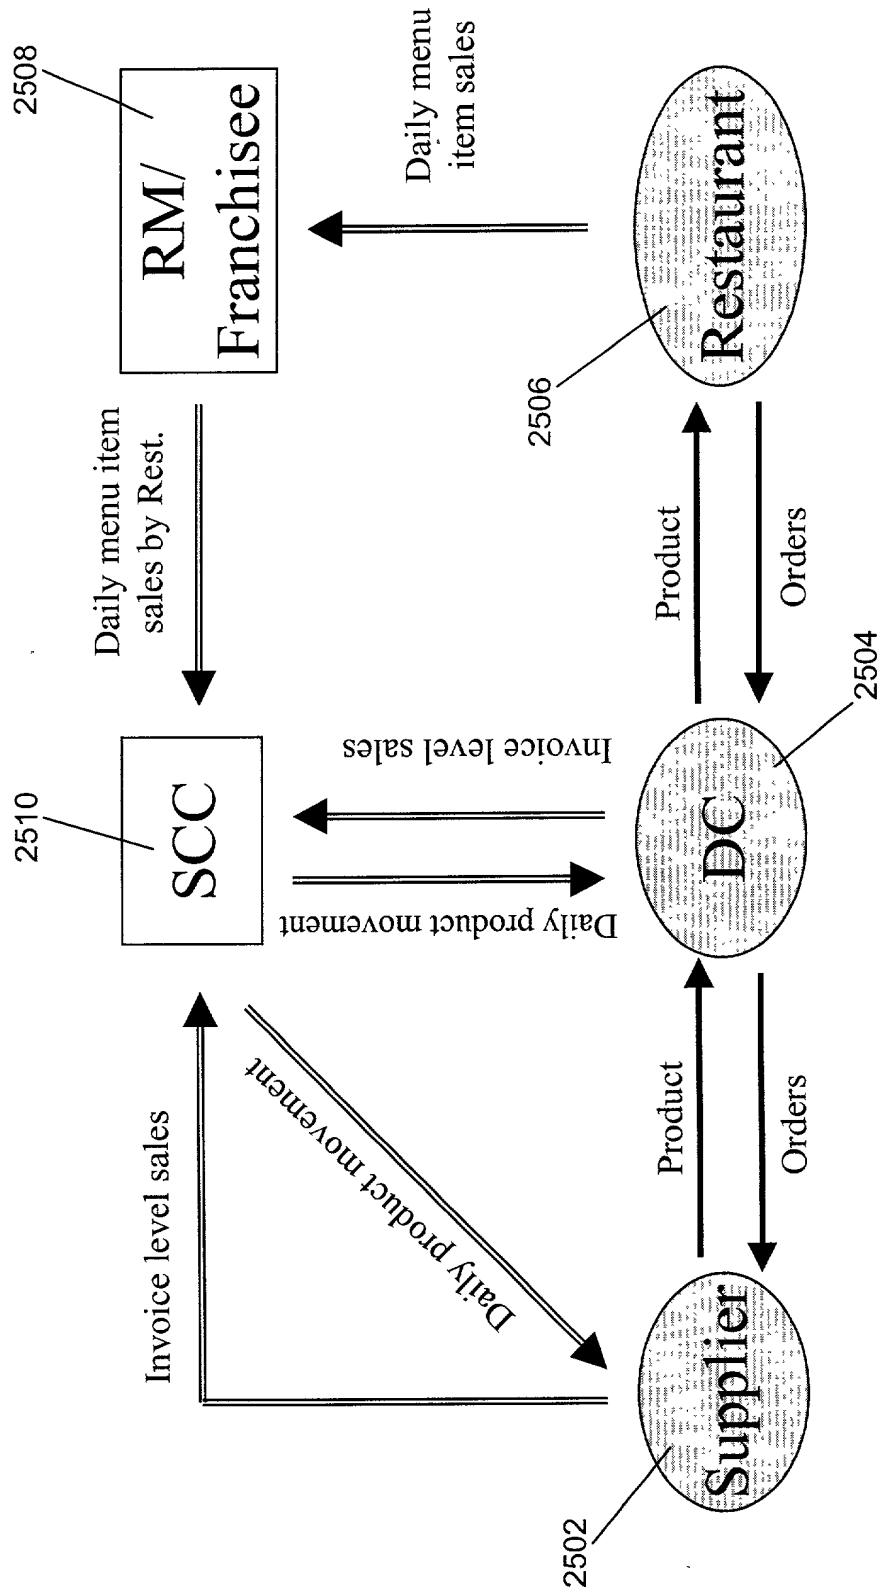 2510
2508
SCC
RM/
Franchisee
Daily menu item
sales by Rest.
Invoice level sales
Daily product movement
Daily product movement
Invoice level sales
Daily menu
item sales
2506
Product
Product
Supplier
DC
Restaurant
Orders
Orders
2502
2504